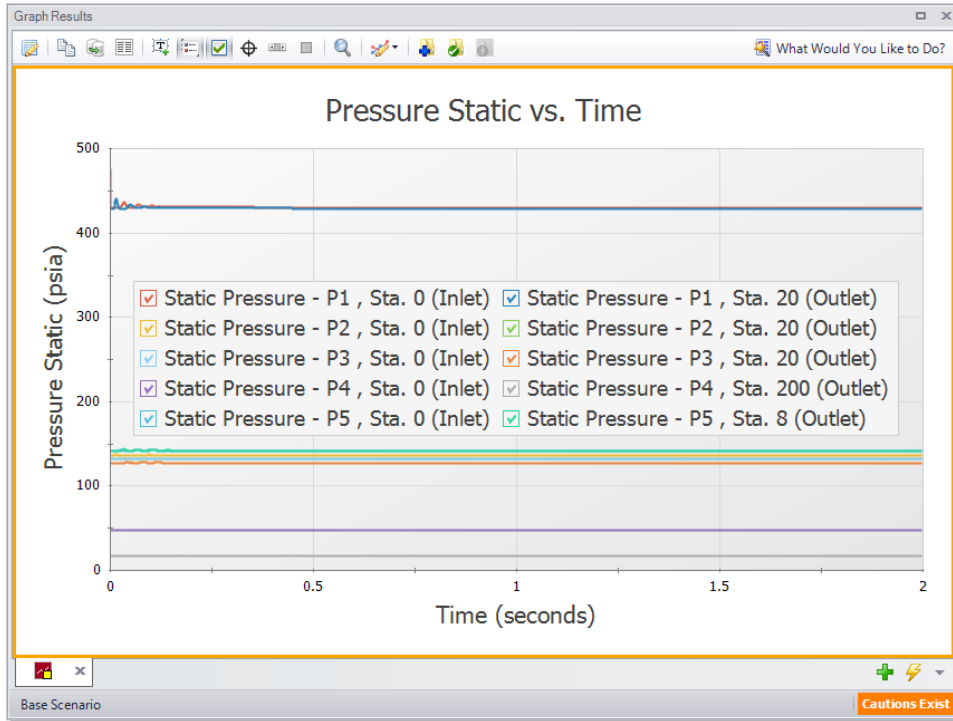 Graph Results
What Would You Like to Do?
Pressure Static vs. Time
500
400
300
200
100
0
Pressure Static (psia)
Static Pressure - P1 , Sta. 0 (Inlet) Static Pressure - P1 , Sta. 20 (Outlet)
Static Pressure - P2 , Sta. 0 (Inlet) Static Pressure - P2 , Sta. 20 (Outlet)
Static Pressure - P3 , Sta. 0 (Inlet) Static Pressure - P3 , Sta. 20 (Outlet)
Static Pressure - P4 , Sta. 0 (Inlet) Static Pressure - P4 , Sta. 200 (Outlet)
Static Pressure - P5 , Sta. 0 (Inlet) Static Pressure - P5 , Sta. 8 (Outlet)
0 0.5 1 1.5 2
Time (seconds)
Base Scenario
Cautions Exist